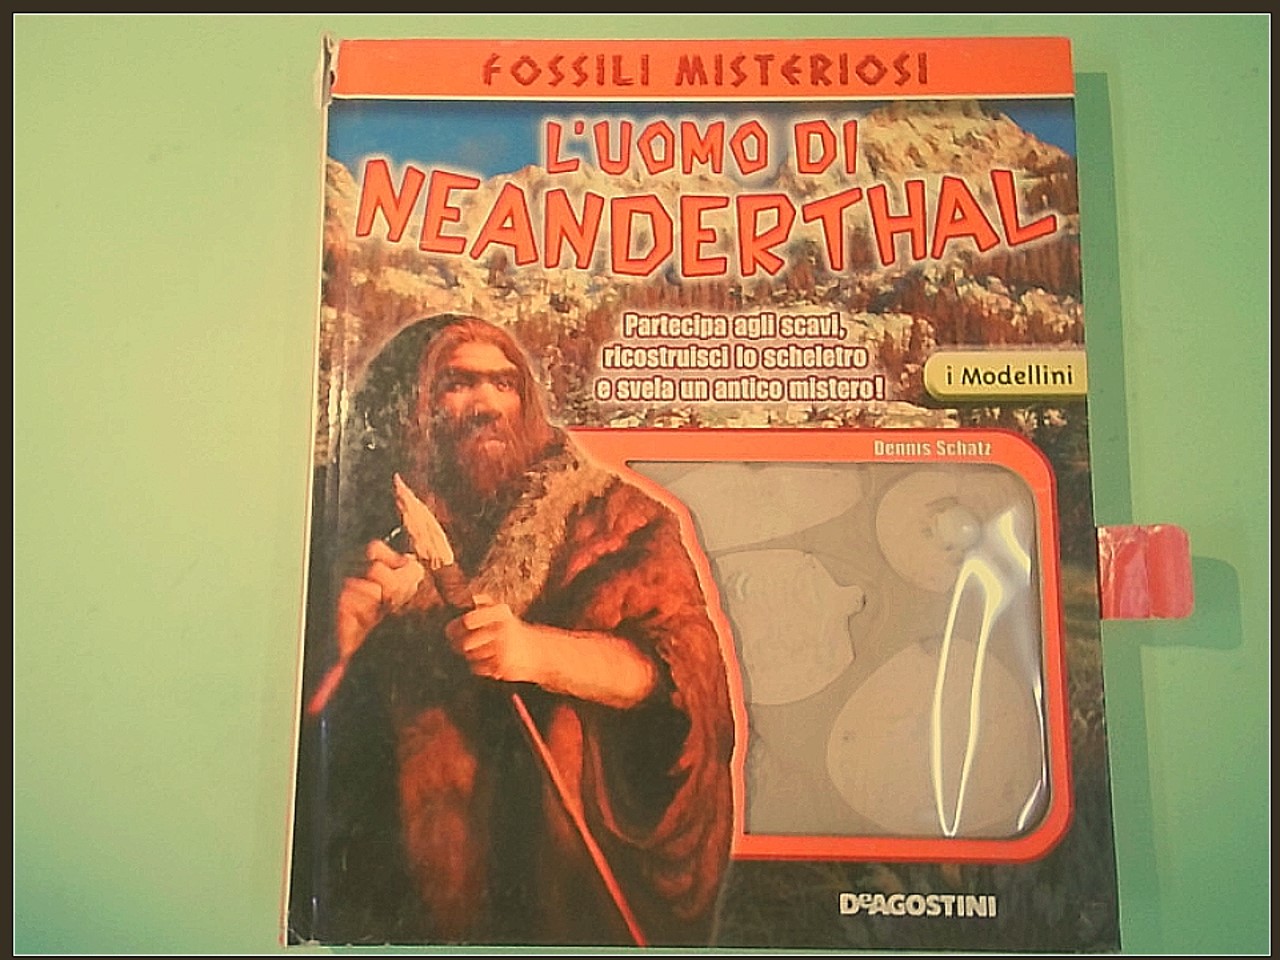 FOSSILI MISTERIOSI
L'UOMO DI
NEANDERTHAL
Partecipa agli scavi,
ricostruisci lo scheletro
e svela un antico mistero!
i Modellini
Dennis Schatz
DeAGOSTINI